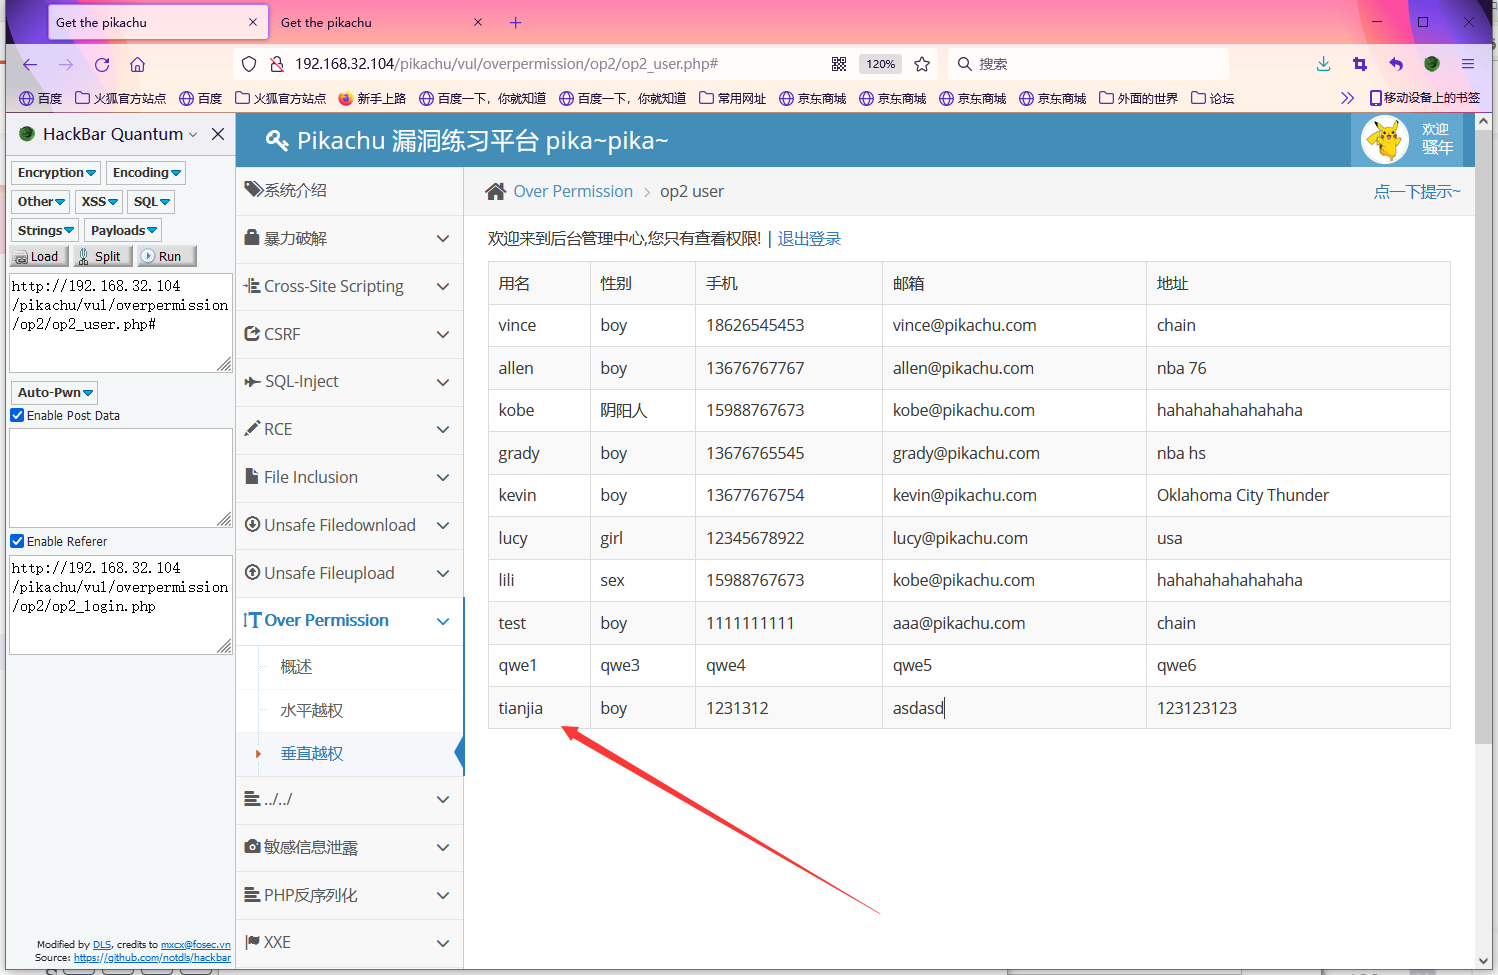 Get the pikachu
Get the pikachu
192.168.32.104/pikachu/vul/overpermission/op2/op2_user.php#
120%
搜索
百度
火狐官方站点
百度
火狐官方站点
新手上路
百度一下，你就知道
百度一下，你就知道
常用网址
京东商城
京东商城
京东商城
京东商城
外面的世界
论坛
移动设备上的书签
HackBar Quantum
Encryption
Encoding
Other
XSS
SQL
Strings
Payloads
Load
Split
Run
http://192.168.32.104
/pikachu/vul/overpermission
/op2/op2_user.php#
Auto-Pwn
Enable Post Data
Enable Referer
http://192.168.32.104
/pikachu/vul/overpermission
/op2/op2_login.php
Modified by DLS, credits to mxcx@fosec.vn
Source: https://github.com/notdls/hackbar
Pikachu 漏洞练习平台 pika~pika~
欢迎
骚年
系统介绍
暴力破解
Cross-Site Scripting
CSRF
SQL-Inject
RCE
File Inclusion
Unsafe Filedownload
Unsafe Fileupload
Over Permission
概述
水平越权
垂直越权
../../
敏感信息泄露
PHP反序列化
XXE
Over Permission
op2 user
点一下提示~
欢迎来到后台管理中心,您只有查看权限! | 退出登录
用名 性别 手机 邮箱 地址
vince boy 18626545453 vince@pikachu.com chain
allen boy 13676767767 allen@pikachu.com nba 76
kobe 阴阳人 15988767673 kobe@pikachu.com hahahahahahahaha
grady boy 13676765545 grady@pikachu.com nba hs
kevin boy 13677676754 kevin@pikachu.com Oklahoma City Thunder
lucy girl 12345678922 lucy@pikachu.com usa
lili sex 15988767673 kobe@pikachu.com hahahahahahahaha
test boy 1111111111 aaa@pikachu.com chain
qwe1 qwe3 qwe4 qwe5 qwe6
tianjia boy 1231312 asdasd 123123123